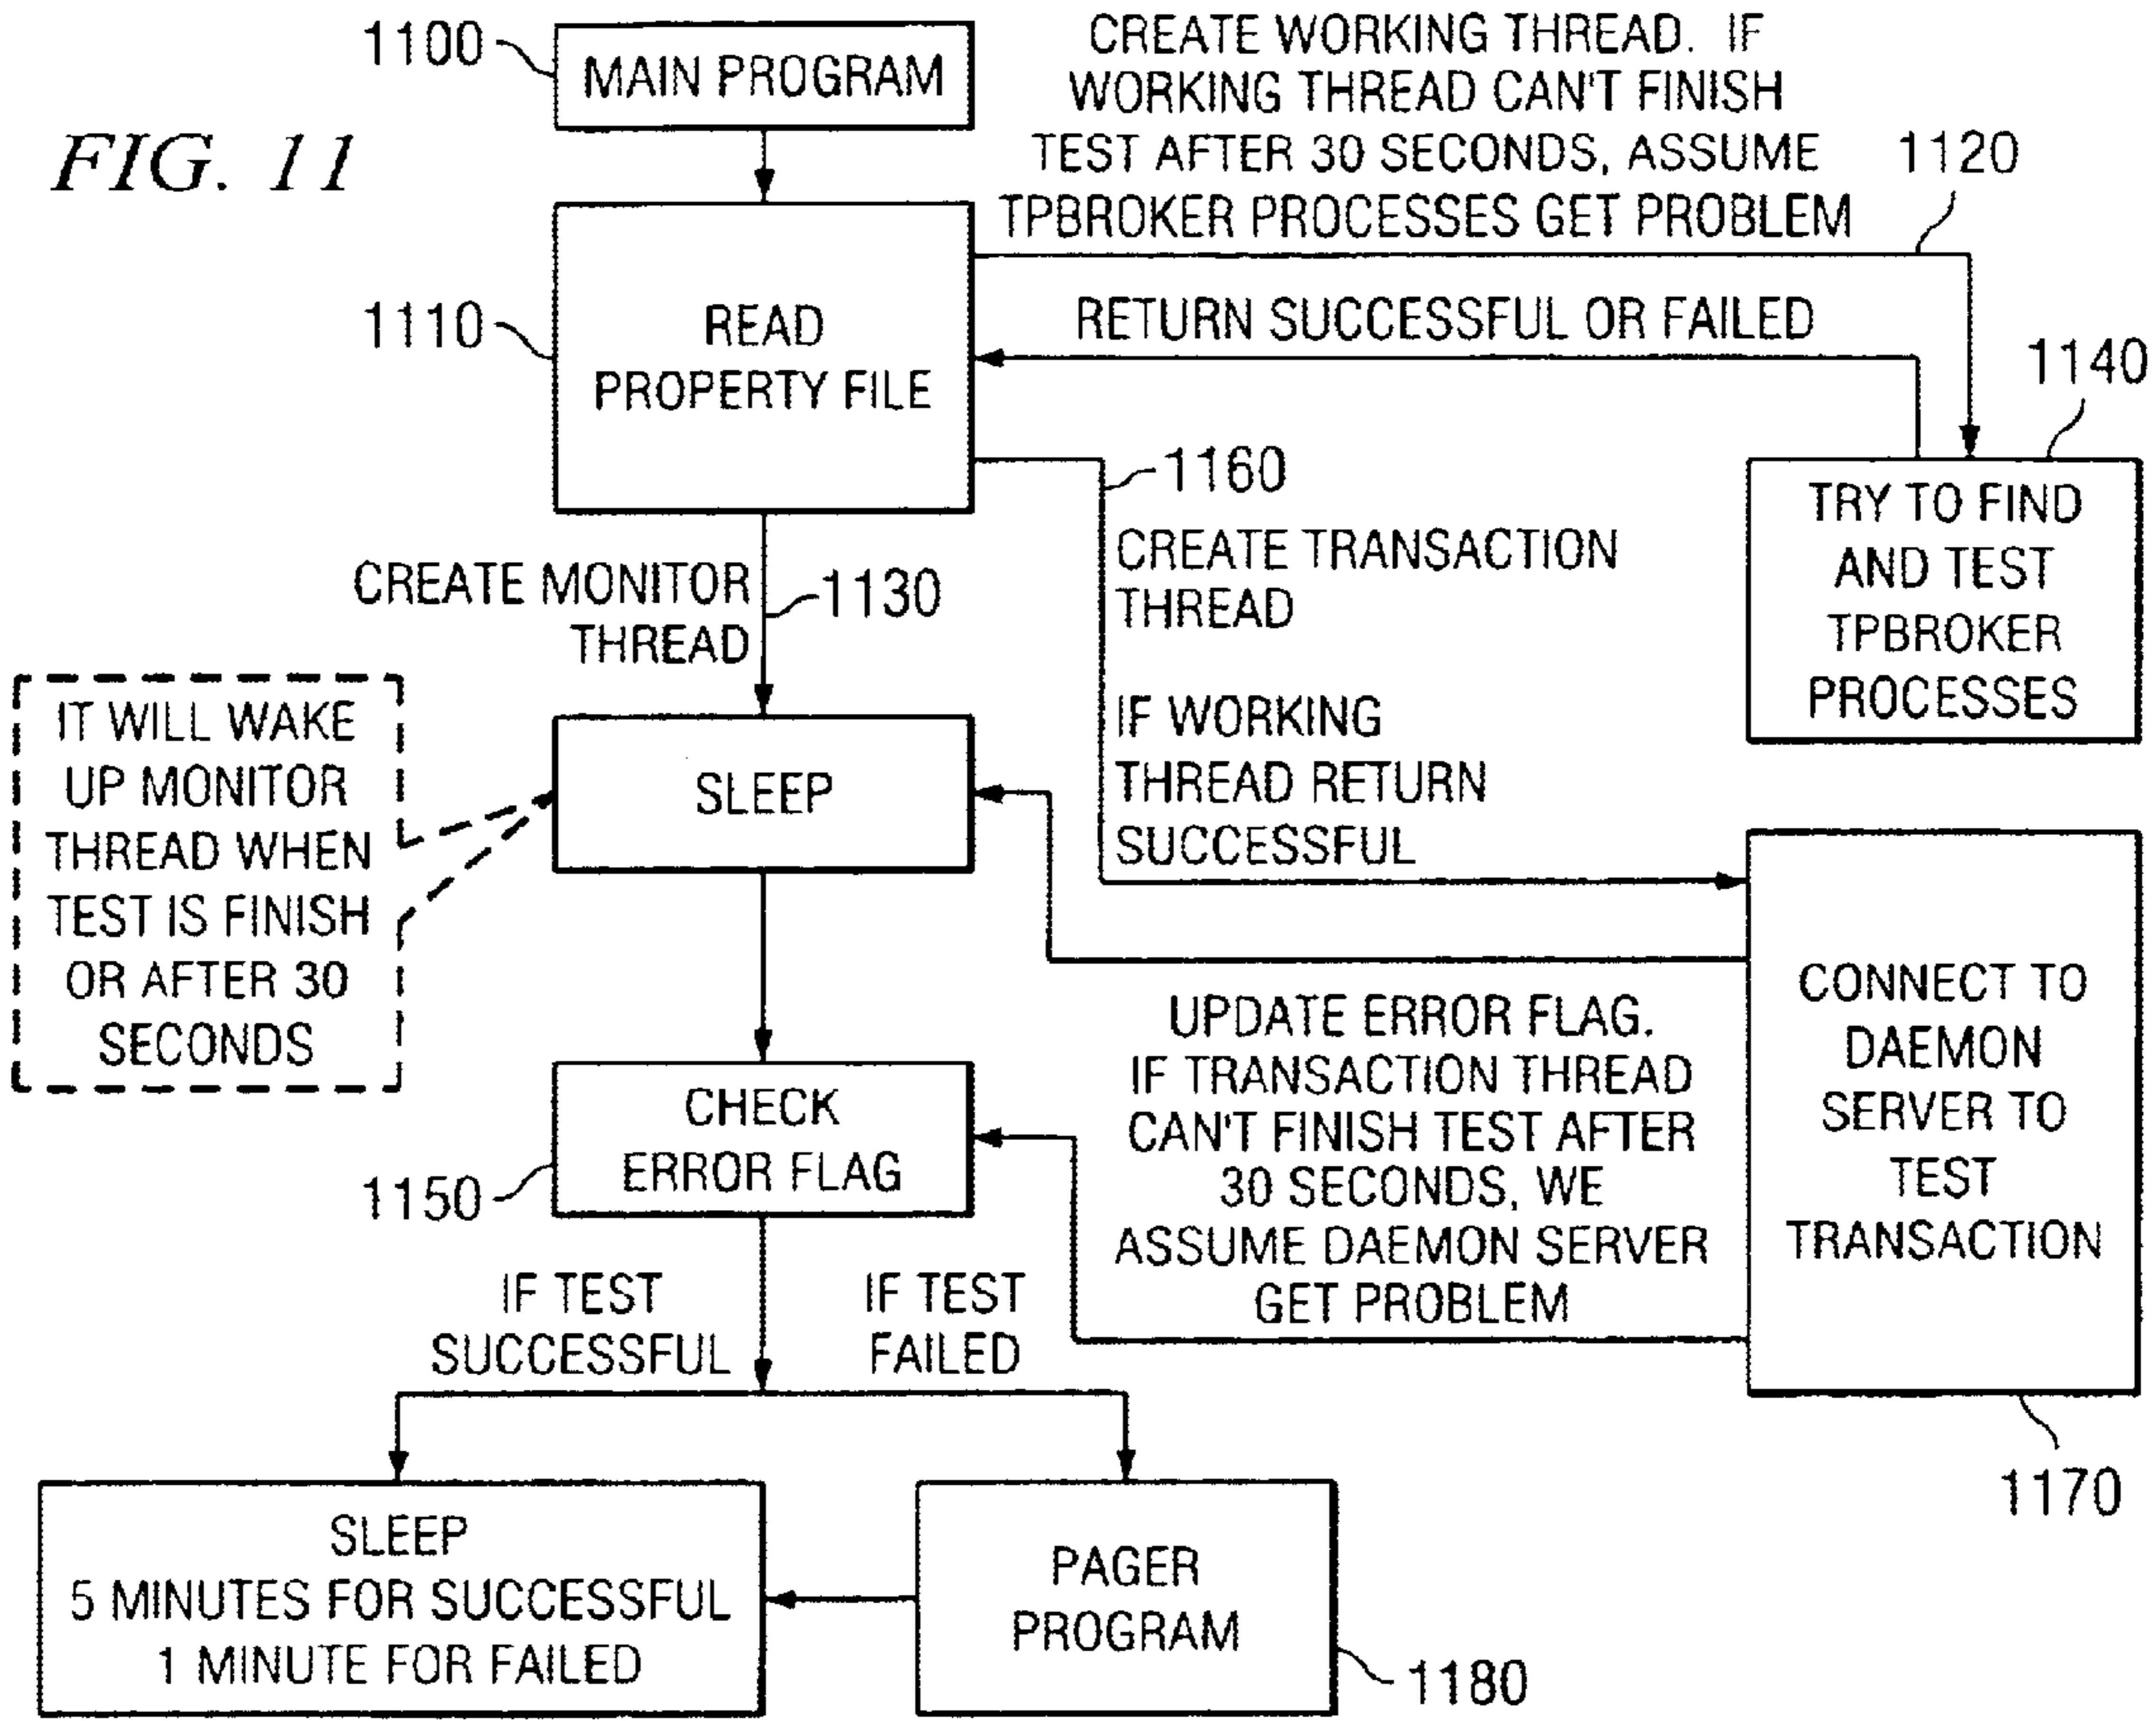 FIG. 11
1100
MAIN PROGRAM
CREATE WORKING THREAD. IF
WORKING THREAD CAN'T FINISH
TEST AFTER 30 SECONDS, ASSUME
TPBROKER PROCESSES GET PROBLEM
1120
1110
READ
PROPERTY FILE
RETURN SUCCESSFUL OR FAILED
1140
TRY TO FIND
AND TEST
TPBROKER
PROCESSES
1160
CREATE TRANSACTION
THREAD
IF WORKING
THREAD RETURN
SUCCESSFUL
CREATE MONITOR
THREAD
1130
IT WILL WAKE
UP MONITOR
THREAD WHEN
TEST IS FINISH
OR AFTER 30
SECONDS
SLEEP
CONNECT TO
DAEMON
SERVER TO
TEST
TRANSACTION
1170
UPDATE ERROR FLAG.
IF TRANSACTION THREAD
CAN'T FINISH TEST AFTER
30 SECONDS, WE
ASSUME DAEMON SERVER
GET PROBLEM
CHECK
ERROR FLAG
1150
IF TEST
SUCCESSFUL
IF TEST
FAILED
SLEEP
5 MINUTES FOR SUCCESSFUL
1 MINUTE FOR FAILED
PAGER
PROGRAM
1180